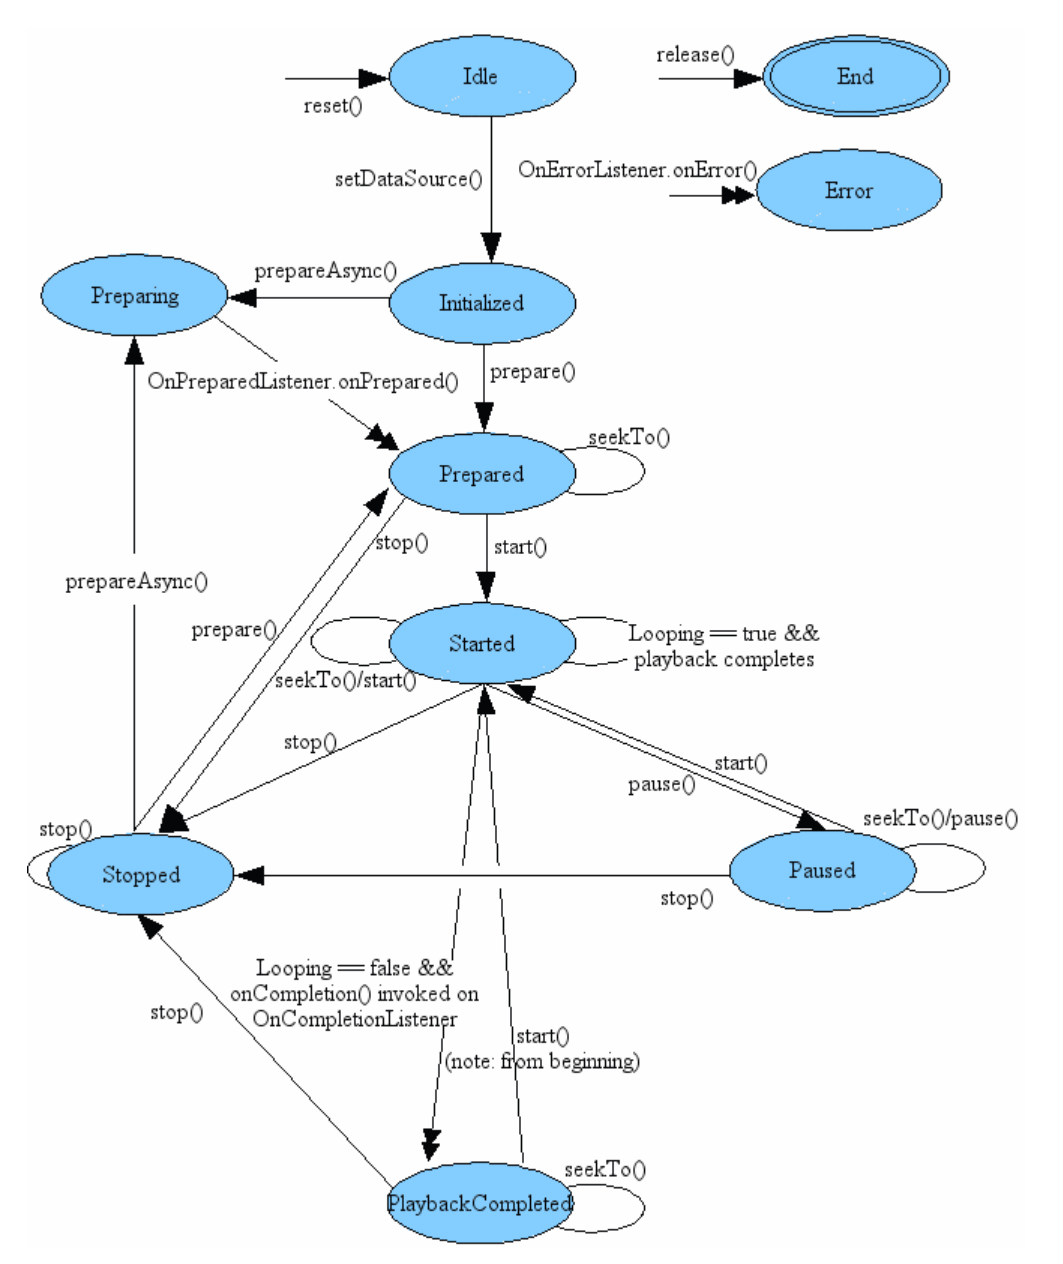 Idle
release()
End
reset()
OnErrorListener.onError()
Error
setDataSource()
prepareAsync()
Preparing
Initialized
prepare()
OnPreparedListener.onPrepared()
seekTo()
Prepared
stop()
start()
prepareAsync()
prepare()
Started
Looping == true &&
playback completes
seekTo()/start()
stop()
start()
pause()
stop()
seekTo()/pause()
Stopped
Paused
stop()
Looping == false &&
onCompletion() invoked on
OnCompletionListener
stop()
start()
(note: from beginning)
seekTo()
PlaybackCompleted